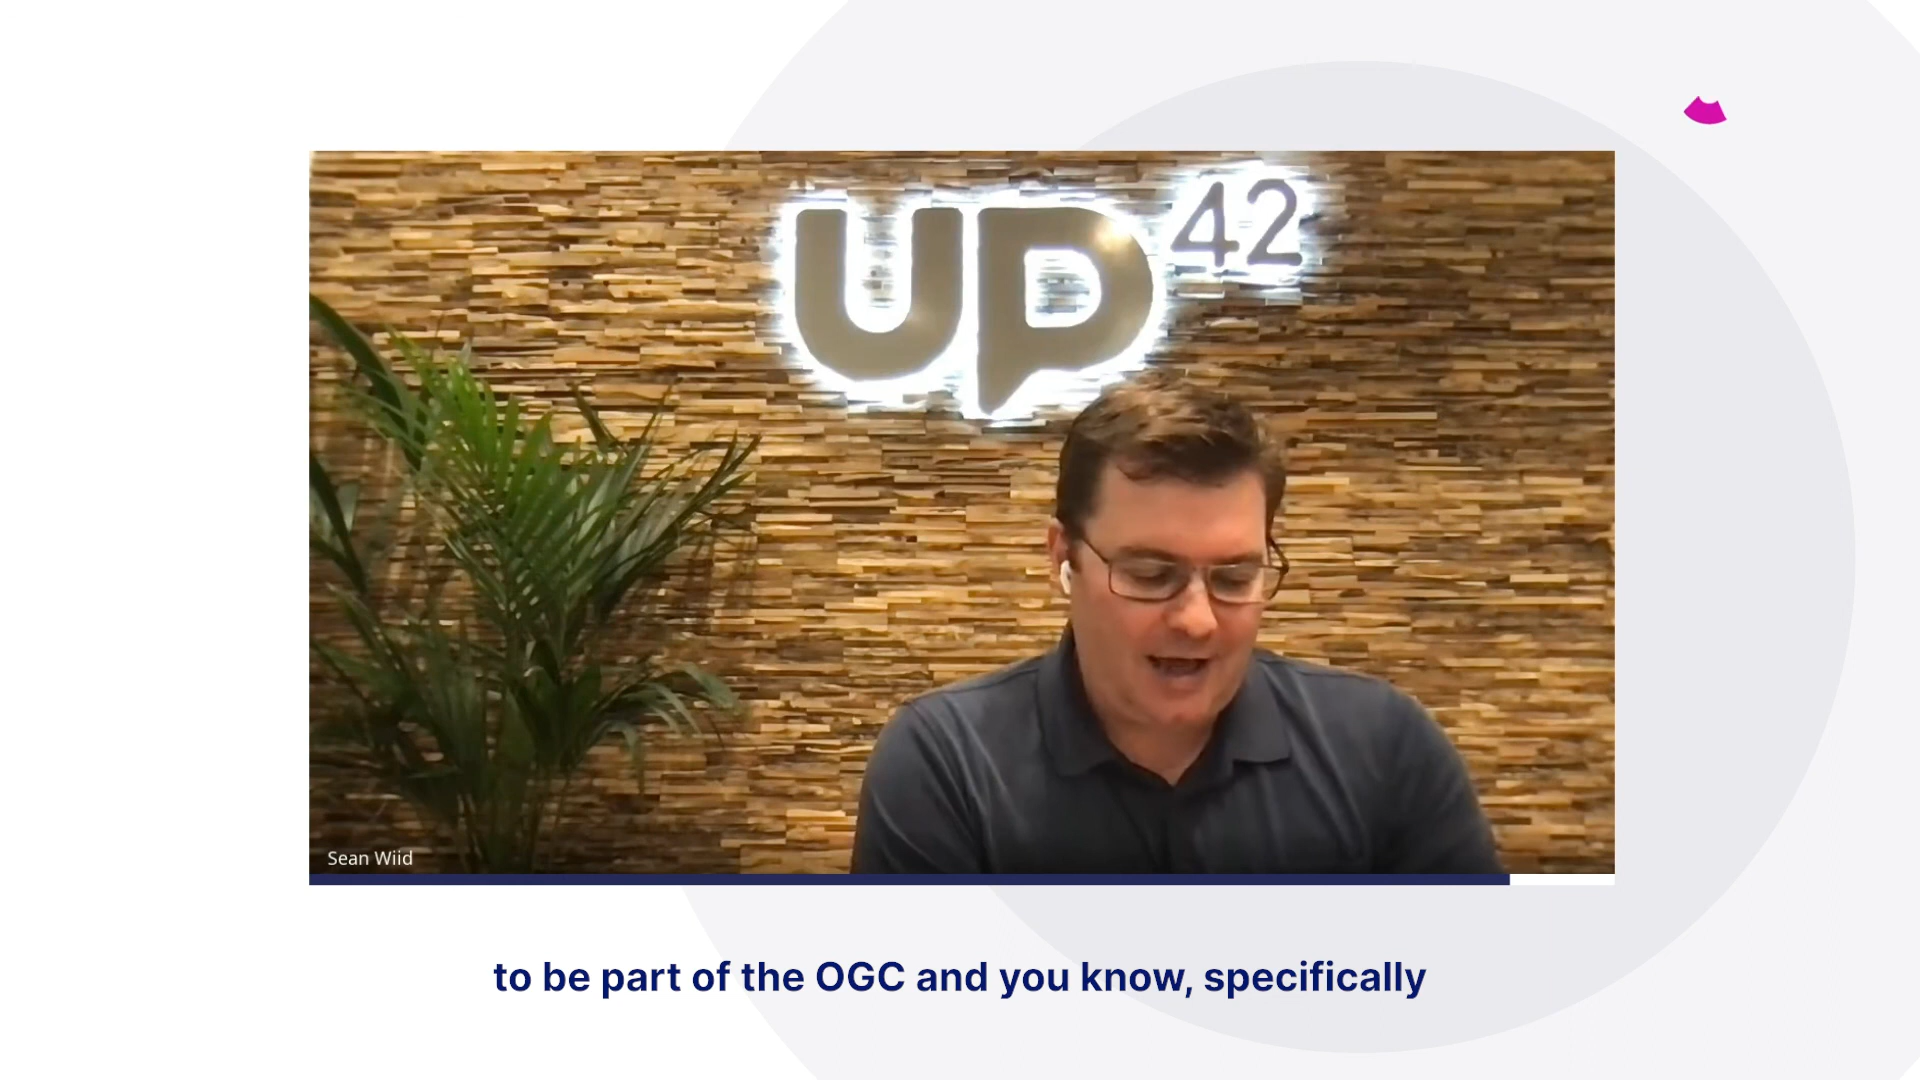 UP42
Sean Wiid
to be part of the OGC and you know, specifically